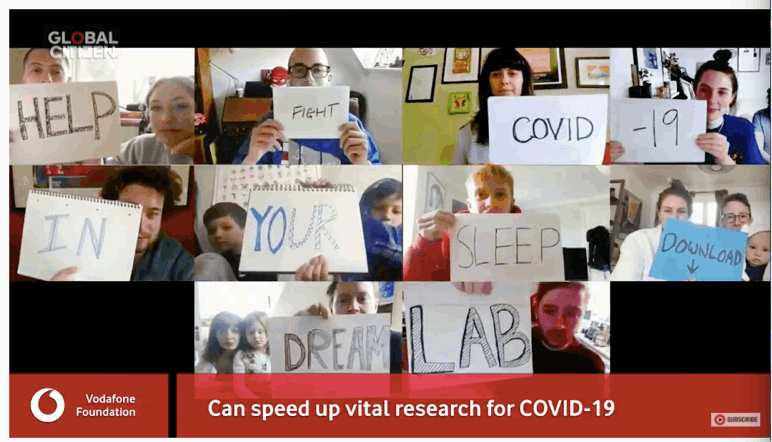 GLOBAL
CITIZEN
HELP
FIGHT
COVID
-19
IN
YOUR
SLEEP
DOWNLOAD
↓
DREAM
LAB
Vodafone
Foundation
Can speed up vital research for COVID-19
SUBSCRIBE